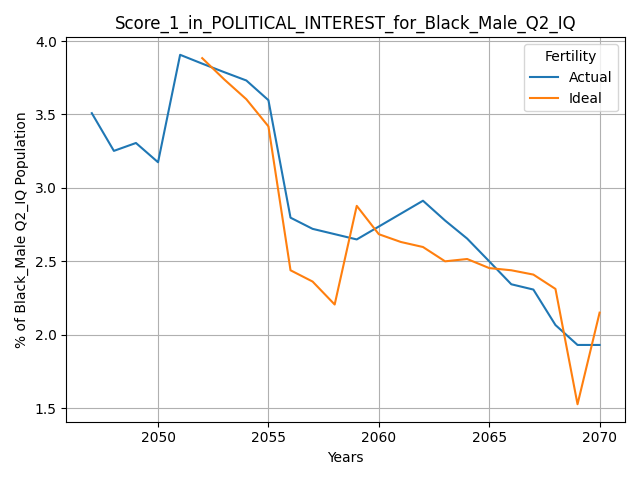 Score_1_in_POLITICAL_INTEREST_for_Black_Male_Q2_IQ
Fertility
Actual
Ideal
% of Black_Male Q2_IQ Population
4.0
3.5
3.0
2.5
2.0
1.5
2050
2055
2060
2065
2070
Years